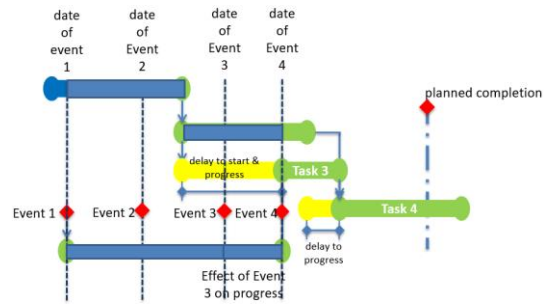 date
of
event
1
date
of
Event
2
date
of
Event
3
date
of
Event
4
planned completion
delay to start &
progress
Task 3
Event 1
Event 2
Event 3
Event 4
Task 4
delay to
progress
Effect of Event
3 on progress